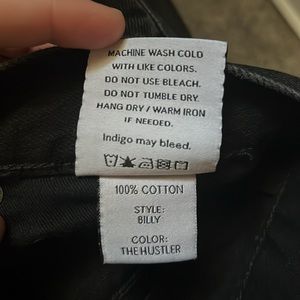 MACHINE WASH COLD
WITH LIKE COLORS.
DO NOT USE BLEACH.
DO NOT TUMBLE DRY.
HANG DRY / WARM IRON
IF NEEDED.
Indigo may bleed.
100% COTTON
STYLE:
BILLY
COLOR:
THE HUSTLER